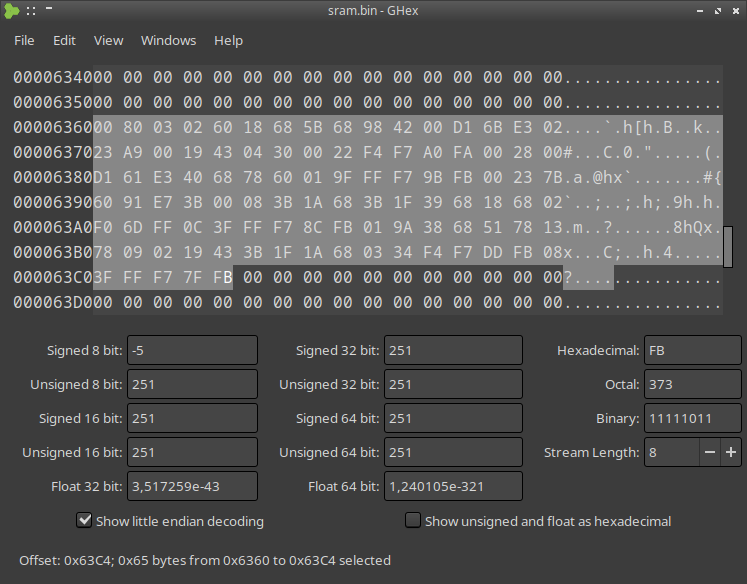 sram.bin - GHex
File Edit View Windows Help
0000634000 00 00 00 00 00 00 00 00 00 00 00 00 00 00 00................
0000635000 00 00 00 00 00 00 00 00 00 00 00 00 00 00 00................
0000636000 80 03 02 60 18 68 5B 68 98 42 00 D1 6B E3 02....`.h[h.B..k..
0000637023 A9 00 19 43 04 30 00 22 F4 F7 A0 FA 00 28 00#...C.0.".....(.
00006380D1 61 E3 40 68 78 60 01 9F FF F7 9B FB 00 23 7B.a.@hx`.......#{
0000639060 91 E7 3B 00 08 3B 1A 68 3B 1F 39 68 18 68 02`..;..;.h;.9h.h.
000063A0F0 6D FF 0C 3F FF F7 8C FB 01 9A 38 68 51 78 13.m..?......8hQx.
000063B078 09 02 19 43 3B 1F 1A 68 03 34 F4 F7 DD FB 08x...C;..h.4.....
000063C03F FF F7 7F FB 00 00 00 00 00 00 00 00 00 00 00?...............
000063D000 00 00 00 00 00 00 00 00 00 00 00 00 00 00 00................
Signed 8 bit: -5 Signed 32 bit: 251 Hexadecimal: FB
Unsigned 8 bit: 251 Unsigned 32 bit: 251 Octal: 373
Signed 16 bit: 251 Signed 64 bit: 251 Binary: 11111011
Unsigned 16 bit: 251 Unsigned 64 bit: 251 Stream Length: 8 − +
Float 32 bit: 3,517259e-43 Float 64 bit: 1,240105e-321
Show little endian decoding Show unsigned and float as hexadecimal
Offset: 0x63C4; 0x65 bytes from 0x6360 to 0x63C4 selected